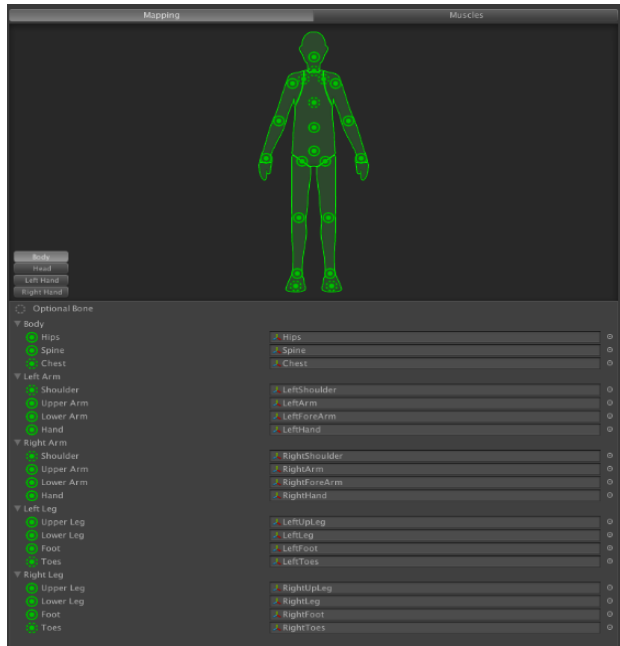 Mapping Muscles
Body
Head
Left Hand
Right Hand
Optional Bone
Body
Hips Hips
Spine Spine
Chest Chest
Left Arm
Shoulder LeftShoulder
Upper Arm LeftArm
Lower Arm LeftForeArm
Hand LeftHand
Right Arm
Shoulder RightShoulder
Upper Arm RightArm
Lower Arm RightForeArm
Hand RightHand
Left Leg
Upper Leg LeftUpLeg
Lower Leg LeftLeg
Foot LeftFoot
Toes LeftToes
Right Leg
Upper Leg RightUpLeg
Lower Leg RightLeg
Foot RightFoot
Toes RightToes